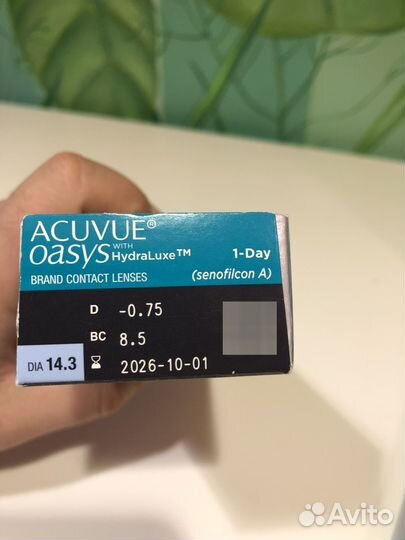 ACUVUE®
oasys WITH HydraLuxe™ 1-Day
BRAND CONTACT LENSES (senofilcon A)
D -0.75
BC 8.5
DIA 14.3 2026-10-01
Avito